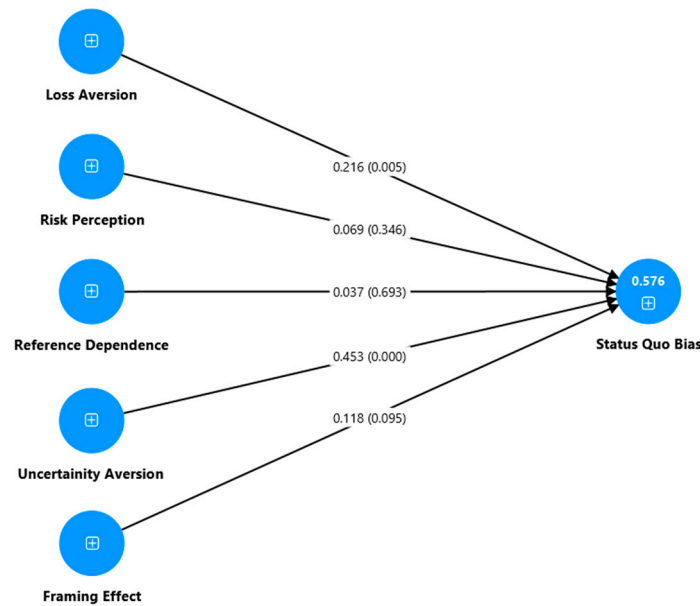 Loss Aversion
0.216 (0.005)
Risk Perception
0.069 (0.346)
0.576
0.037 (0.693)
Reference Dependence
Status Quo Bias
0.453 (0.000)
0.118 (0.095)
Uncertainity Aversion
Framing Effect